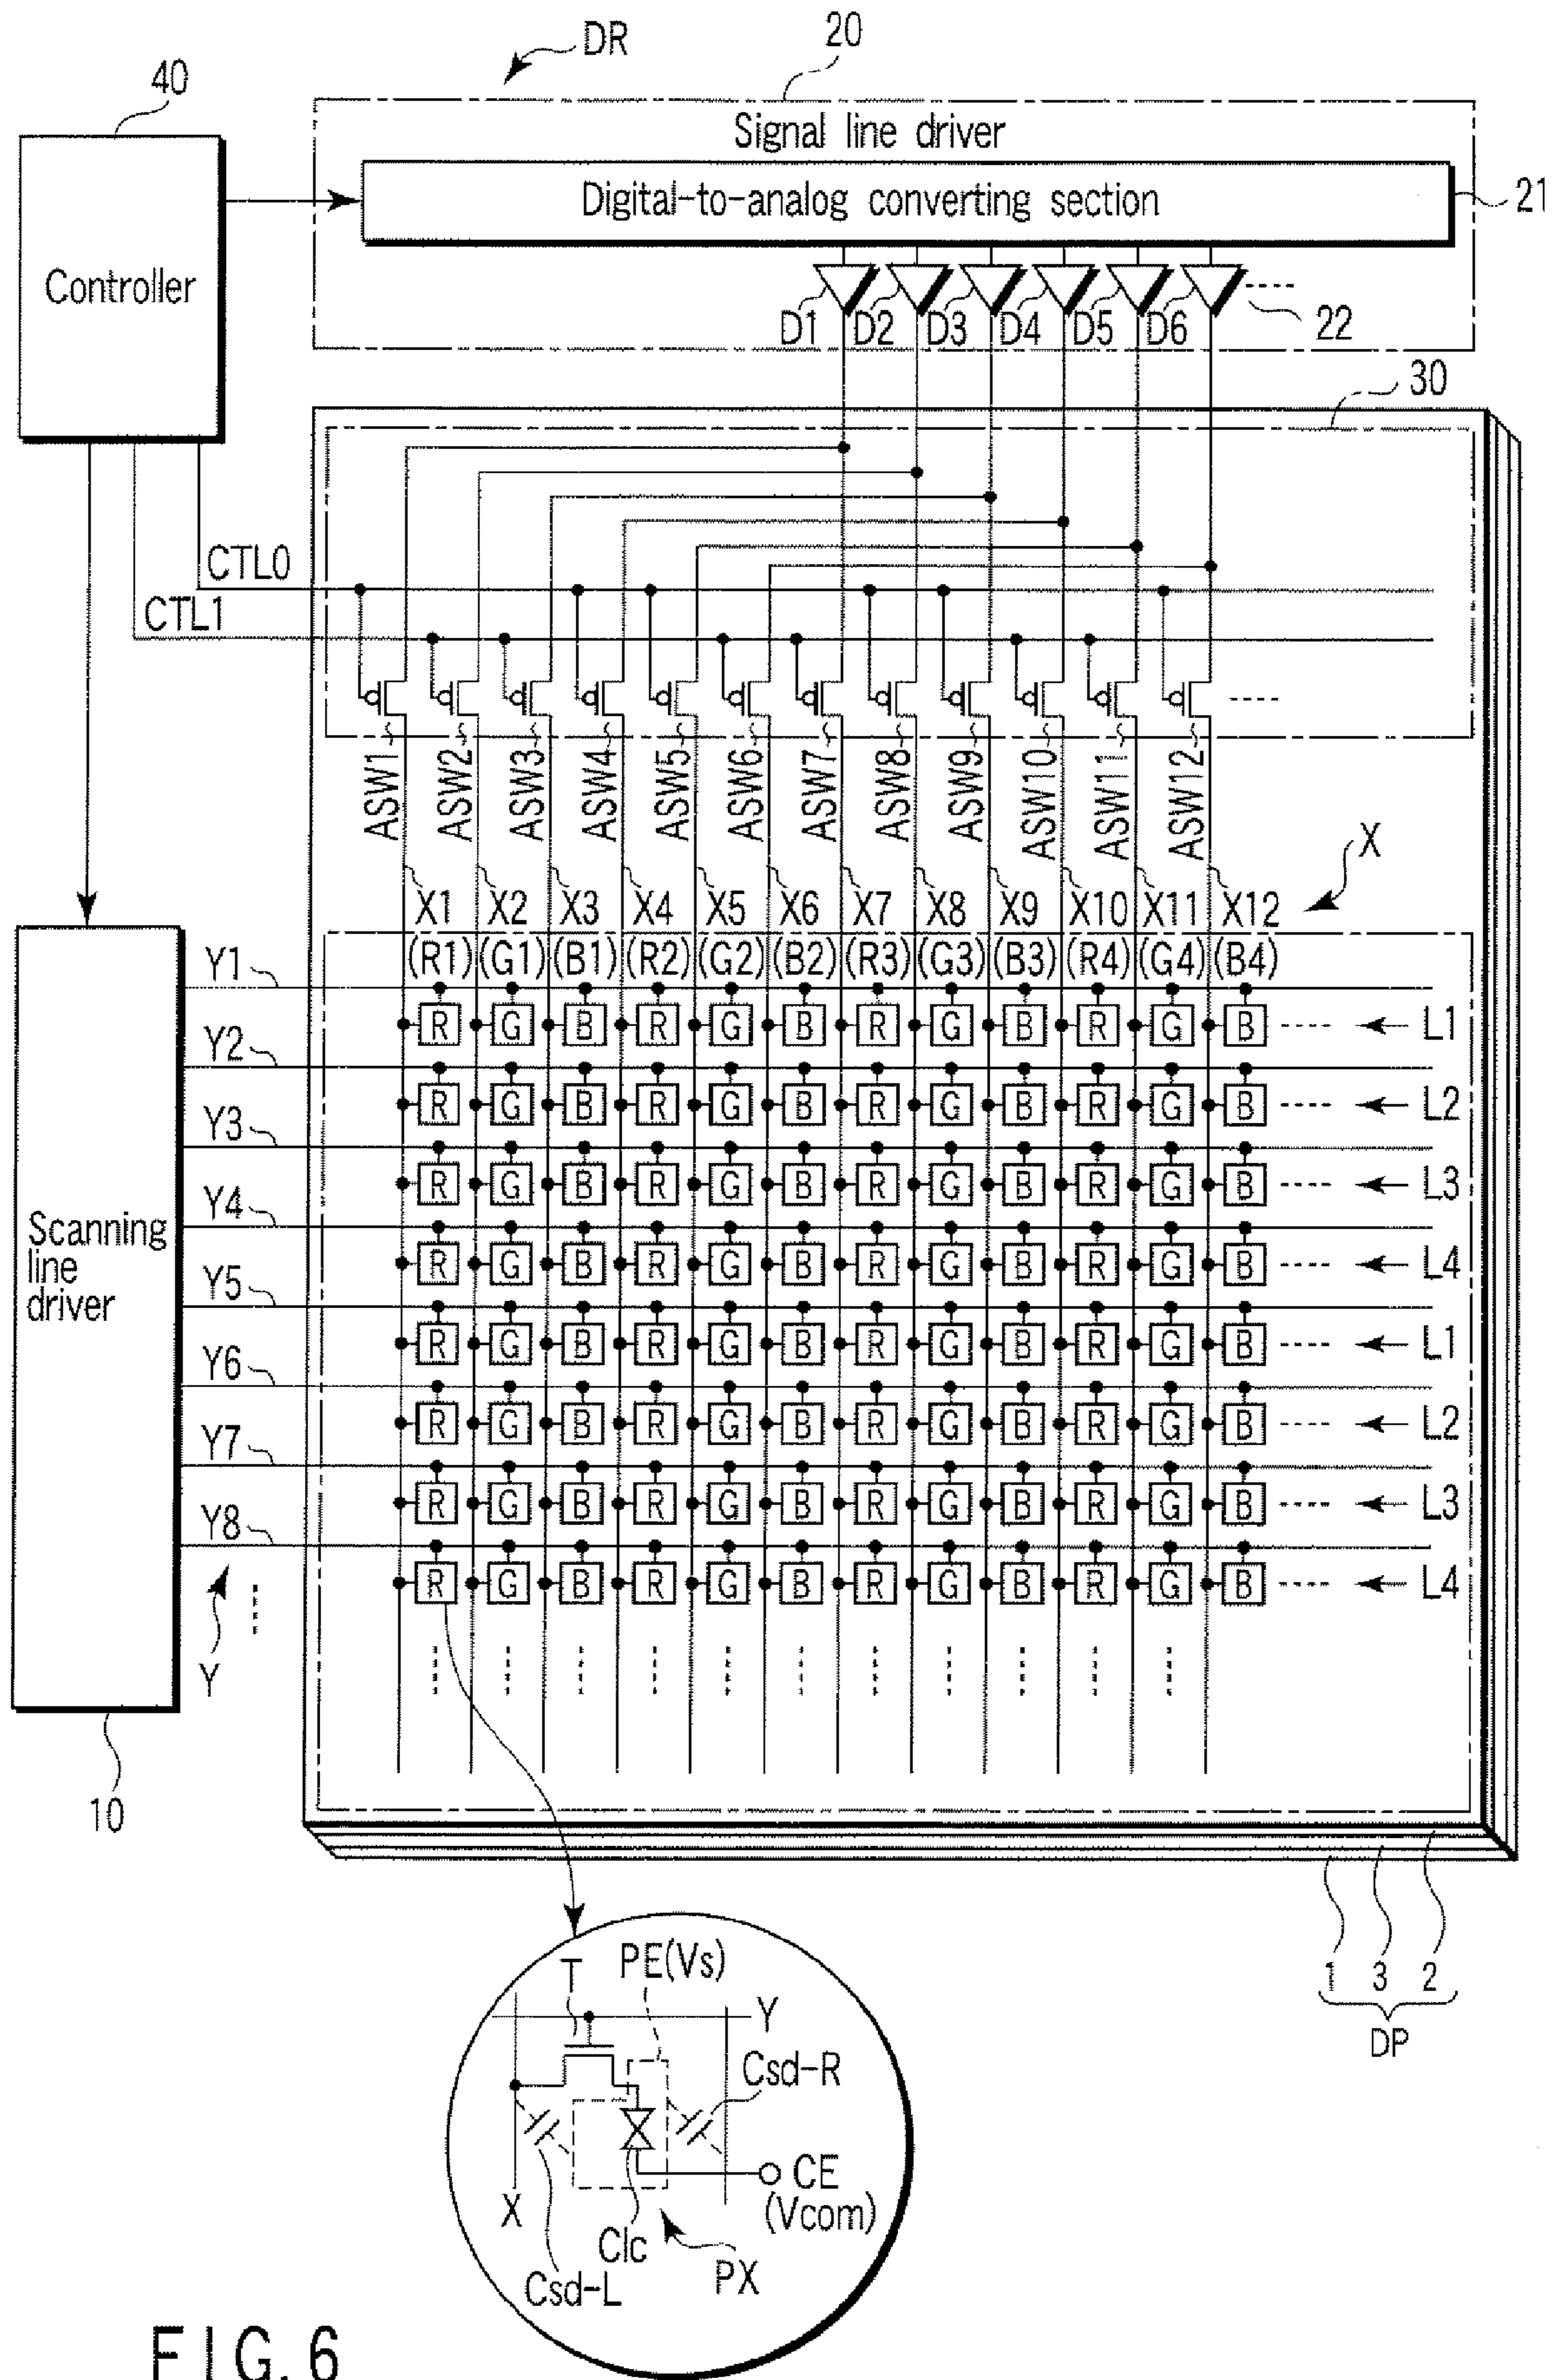 DR
20
40
Signal line driver
Digital-to-analog converting section
21
Controller
D1 D2 D3 D4 D5 D6
22
30
CTL0
CTL1
ASW1 ASW2 ASW3 ASW4 ASW5 ASW6 ASW7 ASW8 ASW9 ASW10 ASW11 ASW12
X
X1 X2 X3 X4 X5 X6 X7 X8 X9 X10 X11 X12
(R1) (G1) (B1) (R2) (G2) (B2) (R3) (G3) (B3) (R4) (G4) (B4)
Y1
R G B R G B R G B R G B L1
Y2
R G B R G B R G B R G B L2
Y3
R G B R G B R G B R G B L3
Y4
R G B R G B R G B R G B L4
Y5
R G B R G B R G B R G B L1
Y6
R G B R G B R G B R G B L2
Y7
R G B R G B R G B R G B L3
Y8
R G B R G B R G B R G B L4
Scanning
line
driver
Y
10
1 3 2
DP
T PE(Vs)
Y
Csd-R
CE
(Vcom)
X
Clc
PX
Csd-L
FIG. 6